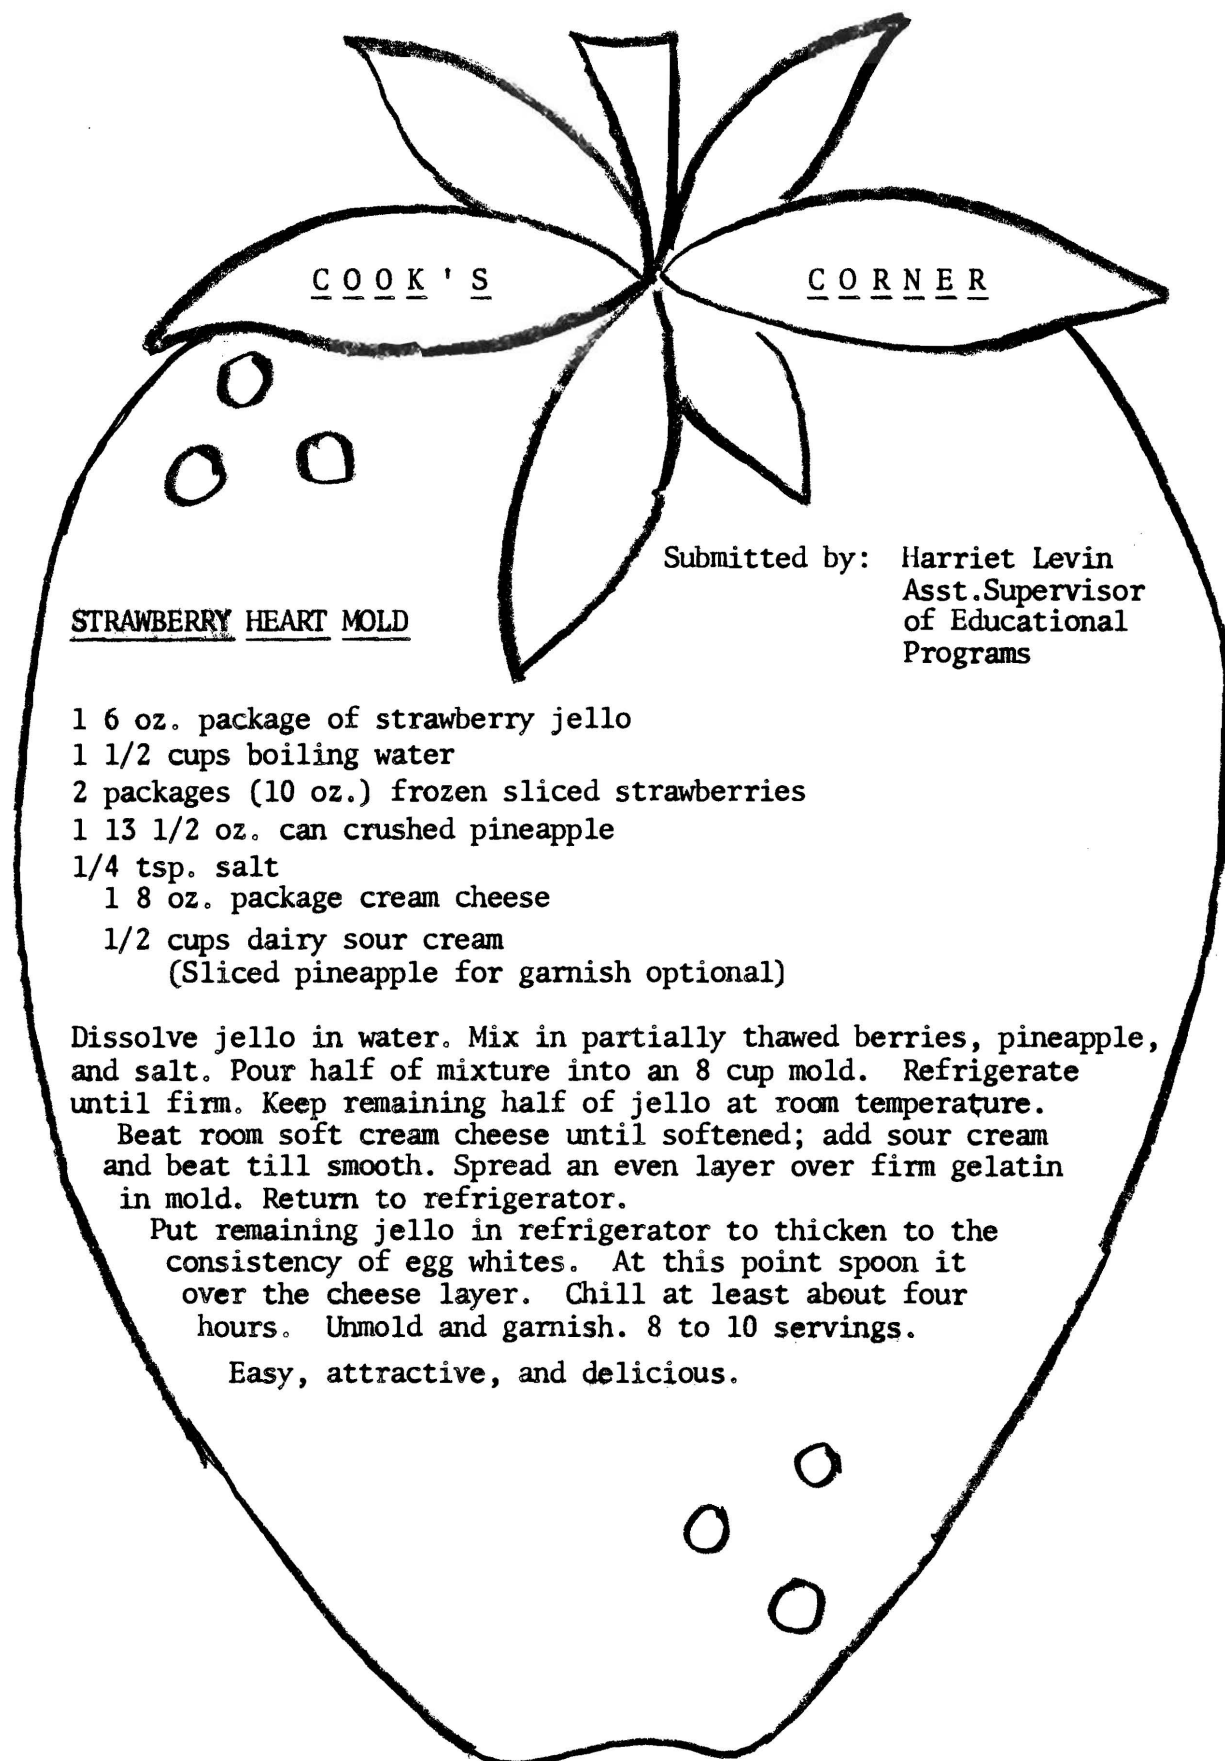 COOK'S CORNER
Submitted by: Harriet Levin
Asst.Supervisor
of Educational
Programs
STRAWBERRY HEART MOLD
1 6 oz. package of strawberry jello
1 1/2 cups boiling water
2 packages (10 oz.) frozen sliced strawberries
1 13 1/2 oz. can crushed pineapple
1/4 tsp. salt
1 8 oz. package cream cheese
1/2 cups dairy sour cream
(Sliced pineapple for garnish optional)
Dissolve jello in water. Mix in partially thawed berries, pineapple,
and salt. Pour half of mixture into an 8 cup mold. Refrigerate
until firm. Keep remaining half of jello at room temperature.
Beat room soft cream cheese until softened; add sour cream
and beat till smooth. Spread an even layer over firm gelatin
in mold. Return to refrigerator.
Put remaining jello in refrigerator to thicken to the
consistency of egg whites. At this point spoon it
over the cheese layer. Chill at least about four
hours. Unmold and garnish. 8 to 10 servings.
Easy, attractive, and delicious.